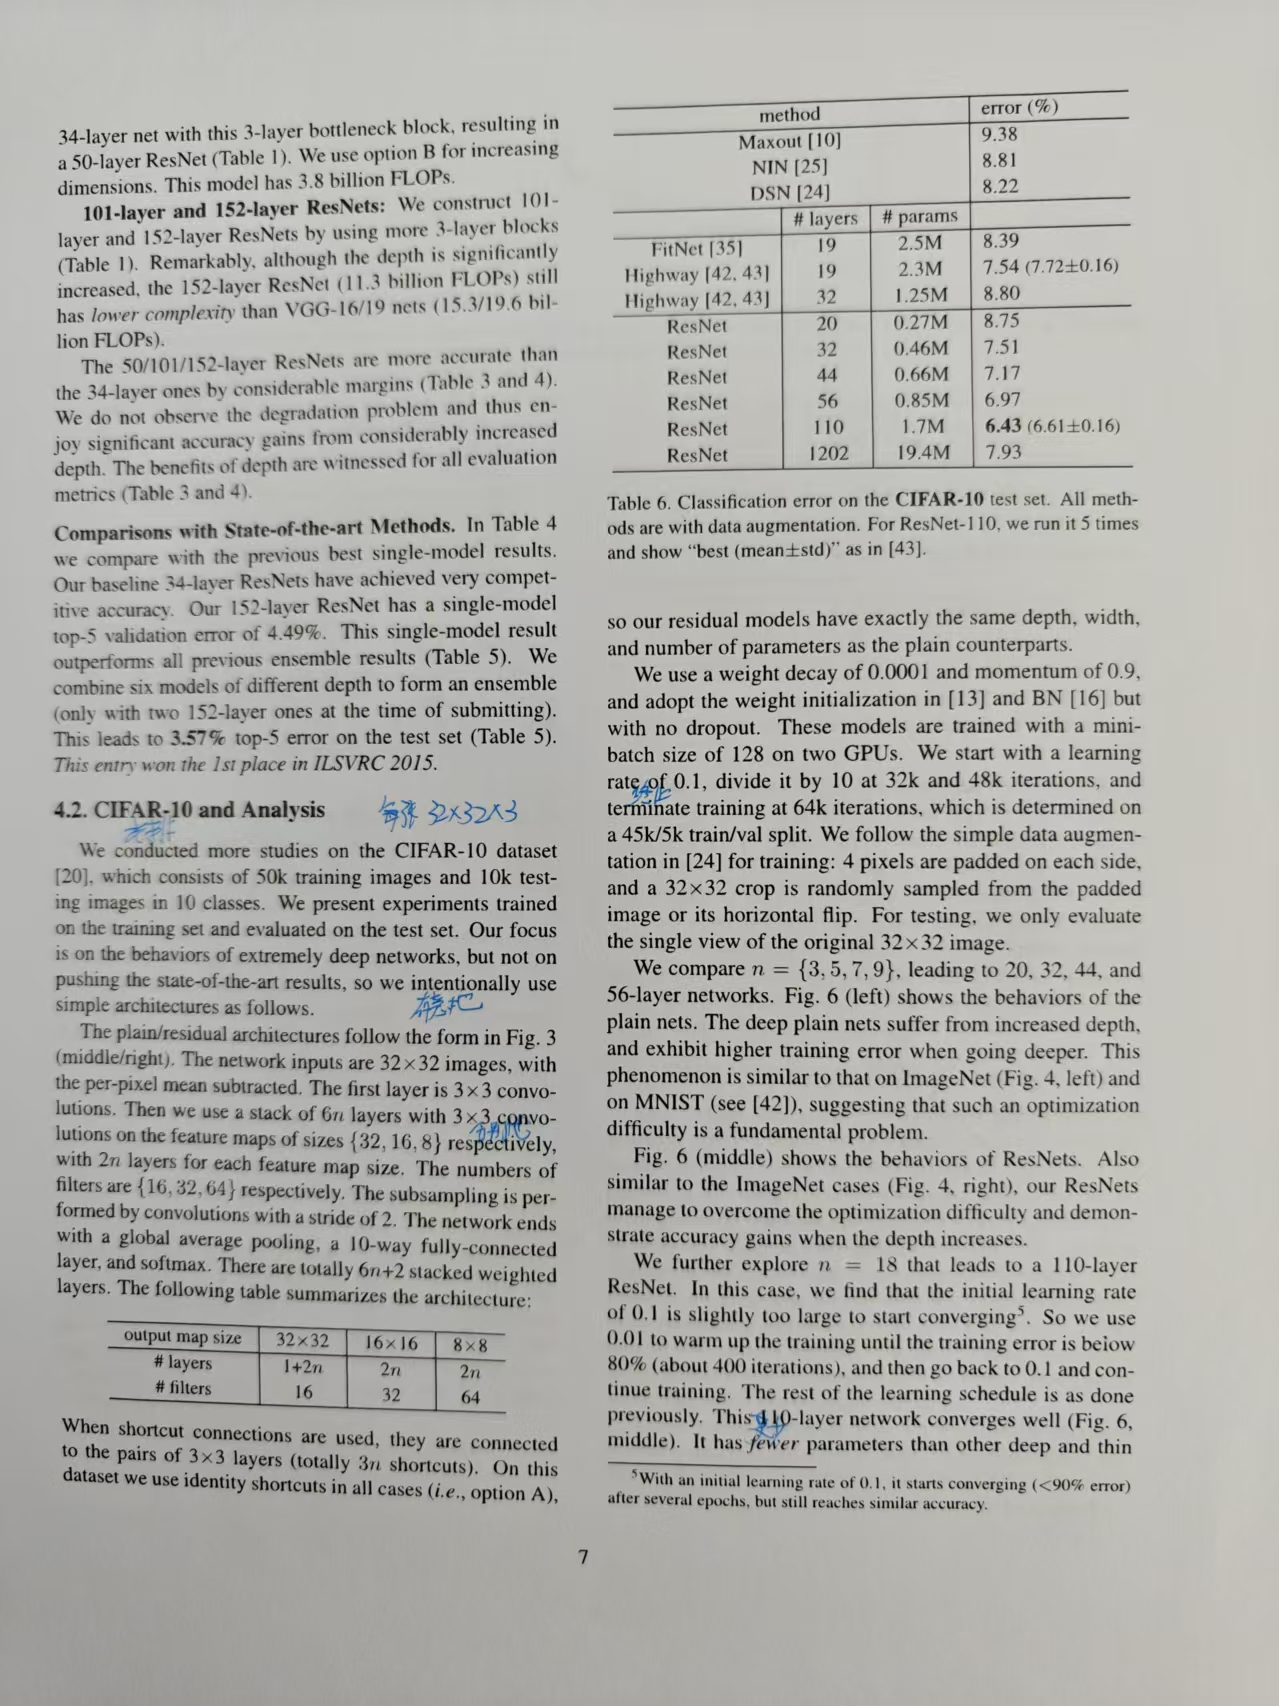 34-layer net with this 3-layer bottleneck block, resulting in
a 50-layer ResNet (Table 1). We use option B for increasing
dimensions. This model has 3.8 billion FLOPs.
101-layer and 152-layer ResNets: We construct 101-
layer and 152-layer ResNets by using more 3-layer blocks
(Table 1). Remarkably, although the depth is significantly
increased, the 152-layer ResNet (11.3 billion FLOPs) still
has lower complexity than VGG-16/19 nets (15.3/19.6 bil-
lion FLOPs).
The 50/101/152-layer ResNets are more accurate than
the 34-layer ones by considerable margins (Table 3 and 4).
We do not observe the degradation problem and thus en-
joy significant accuracy gains from considerably increased
depth. The benefits of depth are witnessed for all evaluation
metrics (Table 3 and 4).
Comparisons with State-of-the-art Methods. In Table 4
we compare with the previous best single-model results.
Our baseline 34-layer ResNets have achieved very compet-
itive accuracy. Our 152-layer ResNet has a single-model
top-5 validation error of 4.49%. This single-model result
outperforms all previous ensemble results (Table 5). We
combine six models of different depth to form an ensemble
(only with two 152-layer ones at the time of submitting).
This leads to 3.57% top-5 error on the test set (Table 5).
This entry won the 1st place in ILSVRC 2015.
4.2. CIFAR-10 and Analysis 每张 32×32×3
We conducted more studies on the CIFAR-10 dataset
[20], which consists of 50k training images and 10k test-
ing images in 10 classes. We present experiments trained
on the training set and evaluated on the test set. Our focus
is on the behaviors of extremely deep networks, but not on
pushing the state-of-the-art results, so we intentionally use
simple architectures as follows.
The plain/residual architectures follow the form in Fig. 3
(middle/right). The network inputs are 32×32 images, with
the per-pixel mean subtracted. The first layer is 3×3 convo-
lutions. Then we use a stack of 6n layers with 3×3 convo-
分别地
lutions on the feature maps of sizes {32, 16, 8} respectively,
with 2n layers for each feature map size. The numbers of
filters are {16, 32, 64} respectively. The subsampling is per-
formed by convolutions with a stride of 2. The network ends
with a global average pooling, a 10-way fully-connected
layer, and softmax. There are totally 6n+2 stacked weighted
layers. The following table summarizes the architecture:
output map size 32×32 16×16 8×8
# layers 1+2n 2n 2n
# filters 16 32 64
When shortcut connections are used, they are connected
to the pairs of 3×3 layers (totally 3n shortcuts). On this
dataset we use identity shortcuts in all cases (i.e., option A),
method error (%)
Maxout [10] 9.38
NIN [25] 8.81
DSN [24] 8.22
# layers # params
FitNet [35] 19 2.5M 8.39
Highway [42, 43] 19 2.3M 7.54 (7.72±0.16)
Highway [42, 43] 32 1.25M 8.80
ResNet 20 0.27M 8.75
ResNet 32 0.46M 7.51
ResNet 44 0.66M 7.17
ResNet 56 0.85M 6.97
ResNet 110 1.7M 6.43 (6.61±0.16)
ResNet 1202 19.4M 7.93
Table 6. Classification error on the CIFAR-10 test set. All meth-
ods are with data augmentation. For ResNet-110, we run it 5 times
and show “best (mean±std)” as in [43].
so our residual models have exactly the same depth, width,
and number of parameters as the plain counterparts.
We use a weight decay of 0.0001 and momentum of 0.9,
and adopt the weight initialization in [13] and BN [16] but
with no dropout. These models are trained with a mini-
batch size of 128 on two GPUs. We start with a learning
rate of 0.1, divide it by 10 at 32k and 48k iterations, and
终止
terminate training at 64k iterations, which is determined on
a 45k/5k train/val split. We follow the simple data augmen-
tation in [24] for training: 4 pixels are padded on each side,
and a 32×32 crop is randomly sampled from the padded
image or its horizontal flip. For testing, we only evaluate
the single view of the original 32×32 image.
We compare n = {3, 5, 7, 9}, leading to 20, 32, 44, and
56-layer networks. Fig. 6 (left) shows the behaviors of the
plain nets. The deep plain nets suffer from increased depth,
and exhibit higher training error when going deeper. This
phenomenon is similar to that on ImageNet (Fig. 4, left) and
on MNIST (see [42]), suggesting that such an optimization
difficulty is a fundamental problem.
Fig. 6 (middle) shows the behaviors of ResNets. Also
similar to the ImageNet cases (Fig. 4, right), our ResNets
manage to overcome the optimization difficulty and demon-
strate accuracy gains when the depth increases.
We further explore n = 18 that leads to a 110-layer
ResNet. In this case, we find that the initial learning rate
of 0.1 is slightly too large to start converging⁵. So we use
0.01 to warm up the training until the training error is below
80% (about 400 iterations), and then go back to 0.1 and con-
tinue training. The rest of the learning schedule is as done
previously. This 110-layer network converges well (Fig. 6,
middle). It has fewer parameters than other deep and thin
⁵With an initial learning rate of 0.1, it starts converging (<90% error)
after several epochs, but still reaches similar accuracy.
7